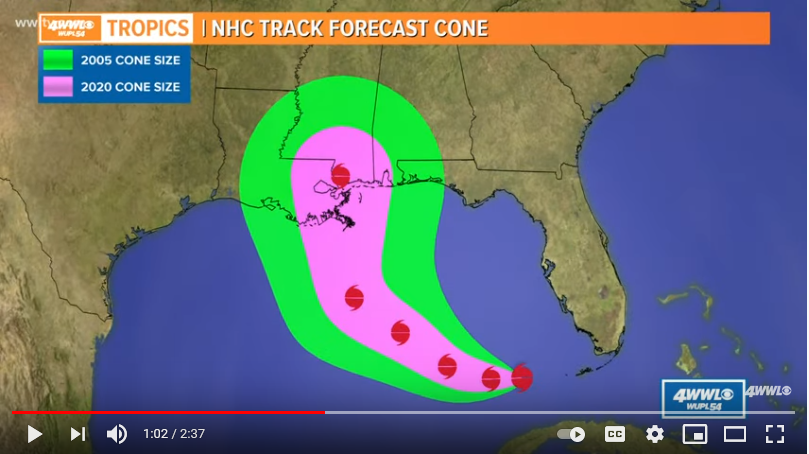 4WWL TROPICS | NHC TRACK FORECAST CONE
WUPL54
2005 CONE SIZE
2020 CONE SIZE
4WWL
WUPL54
4WWL
1:02 / 2:37
CC